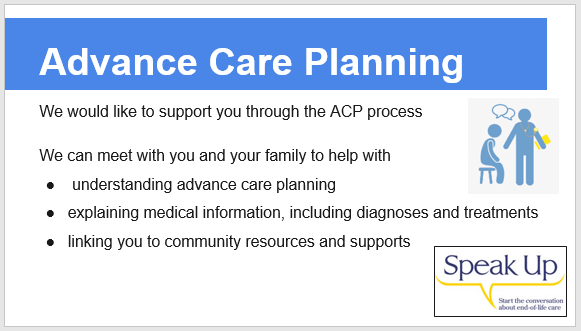 Advance Care Planning
We would like to support you through the ACP process
We can meet with you and your family to help with
● understanding advance care planning
● explaining medical information, including diagnoses and treatments
● linking you to community resources and supports
Speak Up
Start the conversation
about end-of-life care